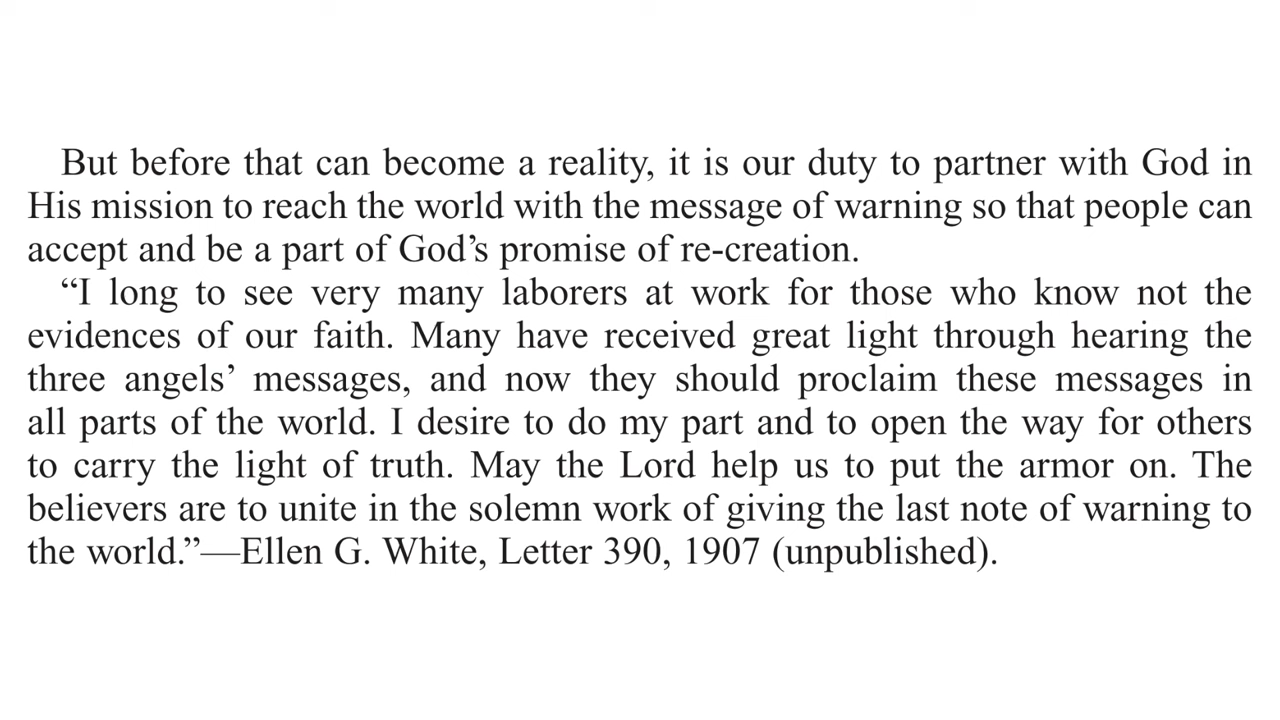 But before that can become a reality, it is our duty to partner with God in
His mission to reach the world with the message of warning so that people can
accept and be a part of God’s promise of re-creation.
“I long to see very many laborers at work for those who know not the
evidences of our faith. Many have received great light through hearing the
three angels’ messages, and now they should proclaim these messages in
all parts of the world. I desire to do my part and to open the way for others
to carry the light of truth. May the Lord help us to put the armor on. The
believers are to unite in the solemn work of giving the last note of warning to
the world.”—Ellen G. White, Letter 390, 1907 (unpublished).